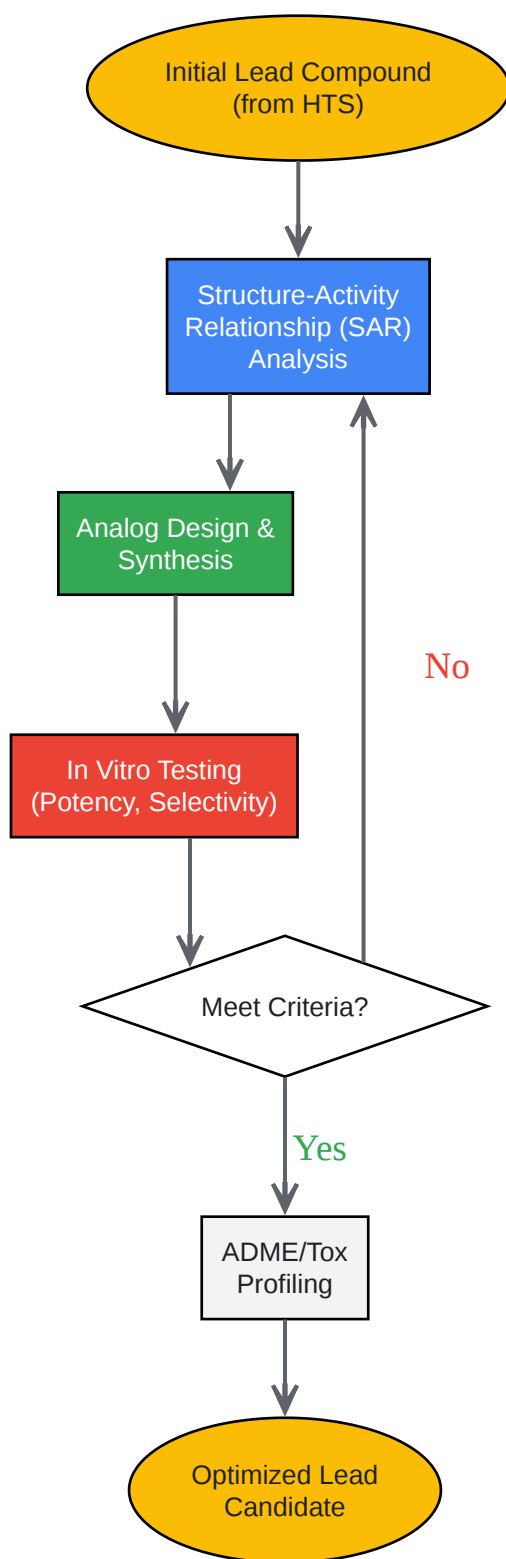 Initial Lead Compound
(from HTS)
Structure-Activity
Relationship (SAR)
Analysis
Analog Design &
Synthesis
No
In Vitro Testing
(Potency, Selectivity)
Meet Criteria?
Yes
ADME/Tox
Profiling
Optimized Lead
Candidate